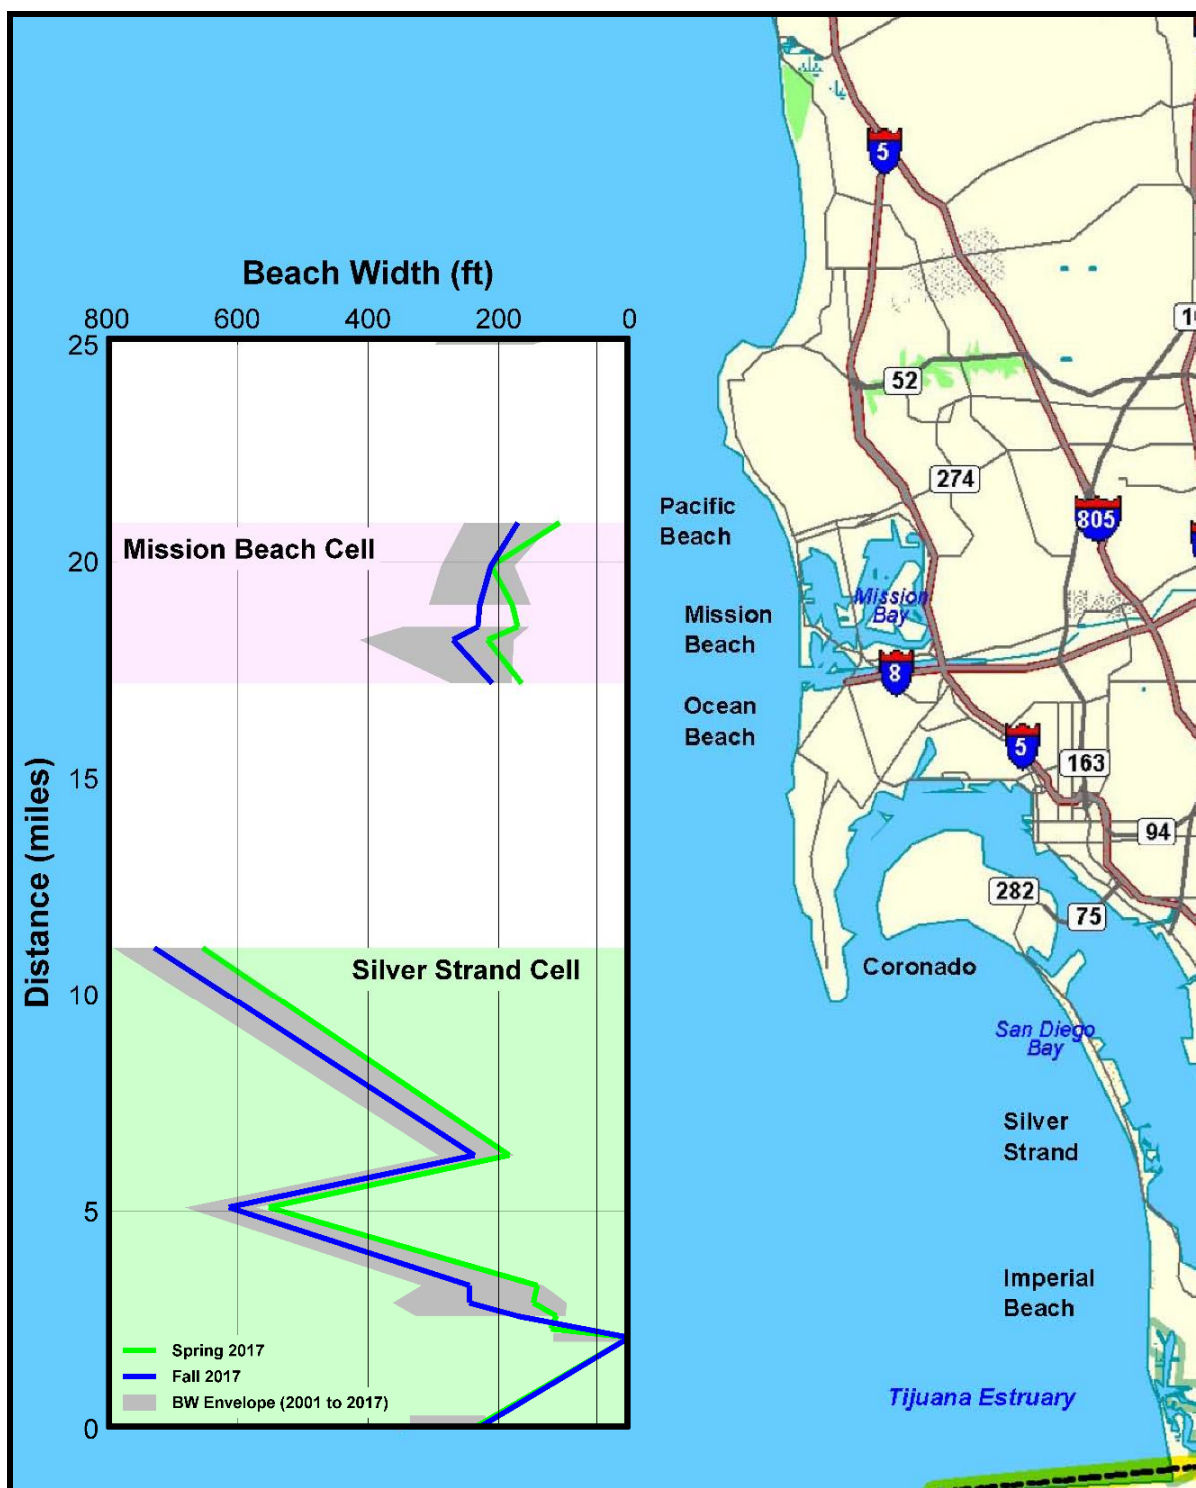 Beach Width (ft)
800 600 400 200 0
25
20
15
10
5
0
Distance (miles)
Mission Beach Cell
Silver Strand Cell
Spring 2017
Fall 2017
BW Envelope (2001 to 2017)
5
52
274
805
Pacific
Beach
Mission
Bay
Mission
Beach
8
Ocean
Beach
5
163
94
282
75
Coronado
San Diego
Bay
Silver
Strand
Imperial
Beach
Tijuana Estruary